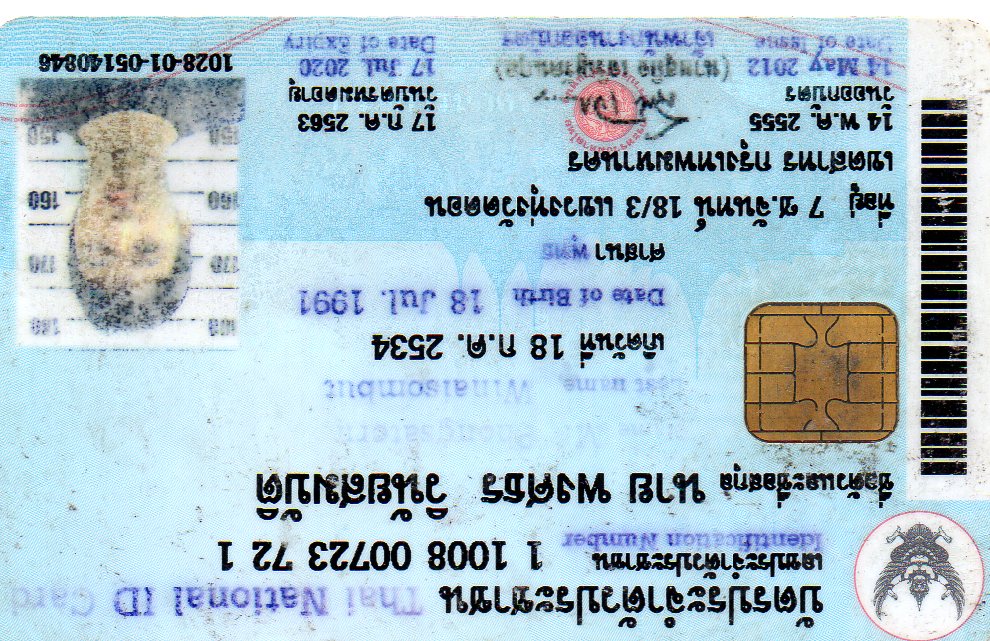 บัตรประจำตัวประชาชน Thai National ID Card
เลขประจำตัวประชาชน 1 1008 00723 72 1
Identification Number
ชื่อตัวและชื่อสกุล นาย พงศธร วินัยสมบัติ
Mr. Phongsatorn
Last name Winaisombut
เกิดวันที่ 18 ก.ค. 2534
Date of Birth 18 Jul. 1991
ศาสนา พุทธ
ที่อยู่ 7 ซ.จันทน์ 18/3 แขวงทุ่งวัดดอน
เขตสาทร กรุงเทพมหานคร
14 พ.ค. 2555
วันออกบัตร
14 May 2012
Date of Issue
เจ้าพนักงานออกบัตร
17 ก.ค. 2563
วันบัตรหมดอายุ
17 Jul. 2020
Date of Expiry
180 180
170 170
160 160
150 150
1028-01-05140846